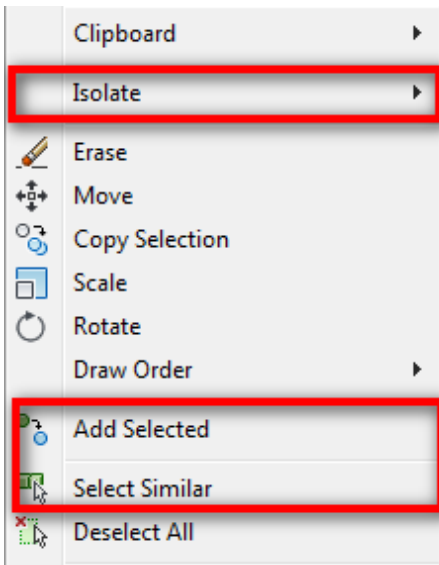 Clipboard
Isolate
Erase
Move
Copy Selection
Scale
Rotate
Draw Order
Add Selected
Select Similar
Deselect All